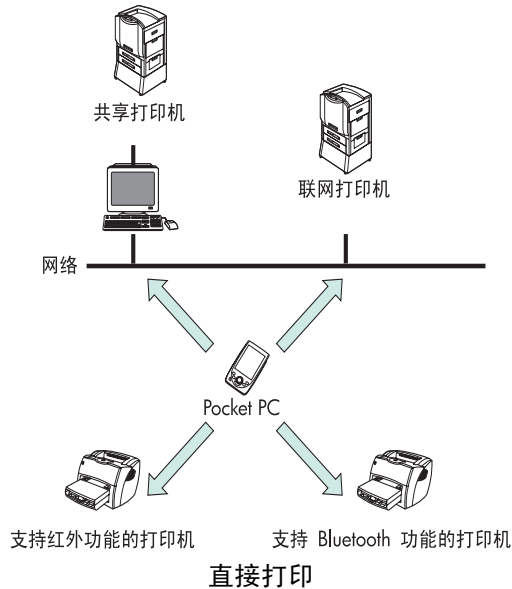 共享打印机
联网打印机
网络
Pocket PC
支持红外功能的打印机
支持 Bluetooth 功能的打印机
直接打印